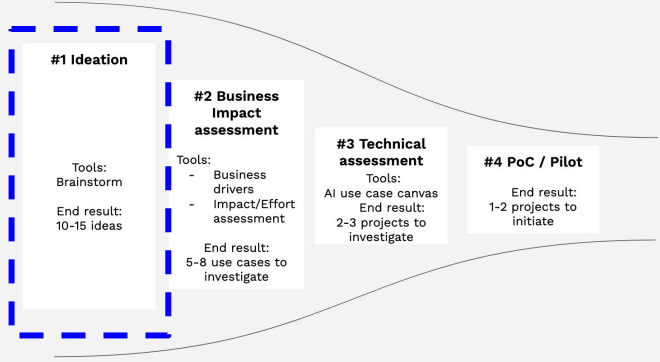 #1 Ideation
Tools:
Brainstorm
End result:
10-15 ideas
#2 Business
Impact
assessment
Tools:
- Business
drivers
- Impact/Effort
assessment
End result:
5-8 use cases to
investigate
#3 Technical
assessment
Tools:
AI use case canvas
End result:
2-3 projects to
investigate
#4 PoC / Pilot
End result:
1-2 projects to
initiate